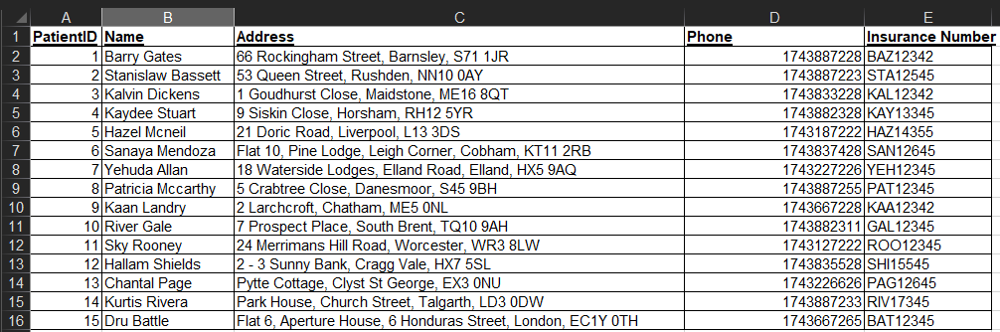 A B C D E
1 PatientID Name Address Phone Insurance Number
2 1 Barry Gates 66 Rockingham Street, Barnsley, S71 1JR 1743887228 BAZ12342
3 2 Stanislaw Bassett 53 Queen Street, Rushden, NN10 0AY 1743887223 STA12545
4 3 Kalvin Dickens 1 Goudhurst Close, Maidstone, ME16 8QT 1743833228 KAL12342
5 4 Kaydee Stuart 9 Siskin Close, Horsham, RH12 5YR 1743882328 KAY13345
6 5 Hazel Mcneil 21 Doric Road, Liverpool, L13 3DS 1743187222 HAZ14355
7 6 Sanaya Mendoza Flat 10, Pine Lodge, Leigh Corner, Cobham, KT11 2RB 1743837428 SAN12645
8 7 Yehuda Allan 18 Waterside Lodges, Elland Road, Elland, HX5 9AQ 1743227226 YEH12345
9 8 Patricia Mccarthy 5 Crabtree Close, Danesmoor, S45 9BH 1743887255 PAT12345
10 9 Kaan Landry 2 Larchcroft, Chatham, ME5 0NL 1743667228 KAA12342
11 10 River Gale 7 Prospect Place, South Brent, TQ10 9AH 1743882311 GAL12345
12 11 Sky Rooney 24 Merrimans Hill Road, Worcester, WR3 8LW 1743127222 ROO12345
13 12 Hallam Shields 2 - 3 Sunny Bank, Cragg Vale, HX7 5SL 1743835528 SHI15545
14 13 Chantal Page Pytte Cottage, Clyst St George, EX3 0NU 1743226626 PAG12645
15 14 Kurtis Rivera Park House, Church Street, Talgarth, LD3 0DW 1743887233 RIV17345
16 15 Dru Battle Flat 6, Aperture House, 6 Honduras Street, London, EC1Y 0TH 1743667265 BAT12345